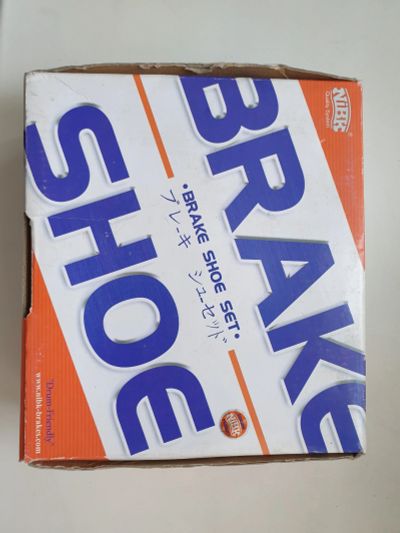 NiBK
Quality System
BRAKE
•BRAKE SHOE SET•
ブレーキ シューセット
SHOE
NiBK
"Drum-Friendly"
www.nibk-brakes.com